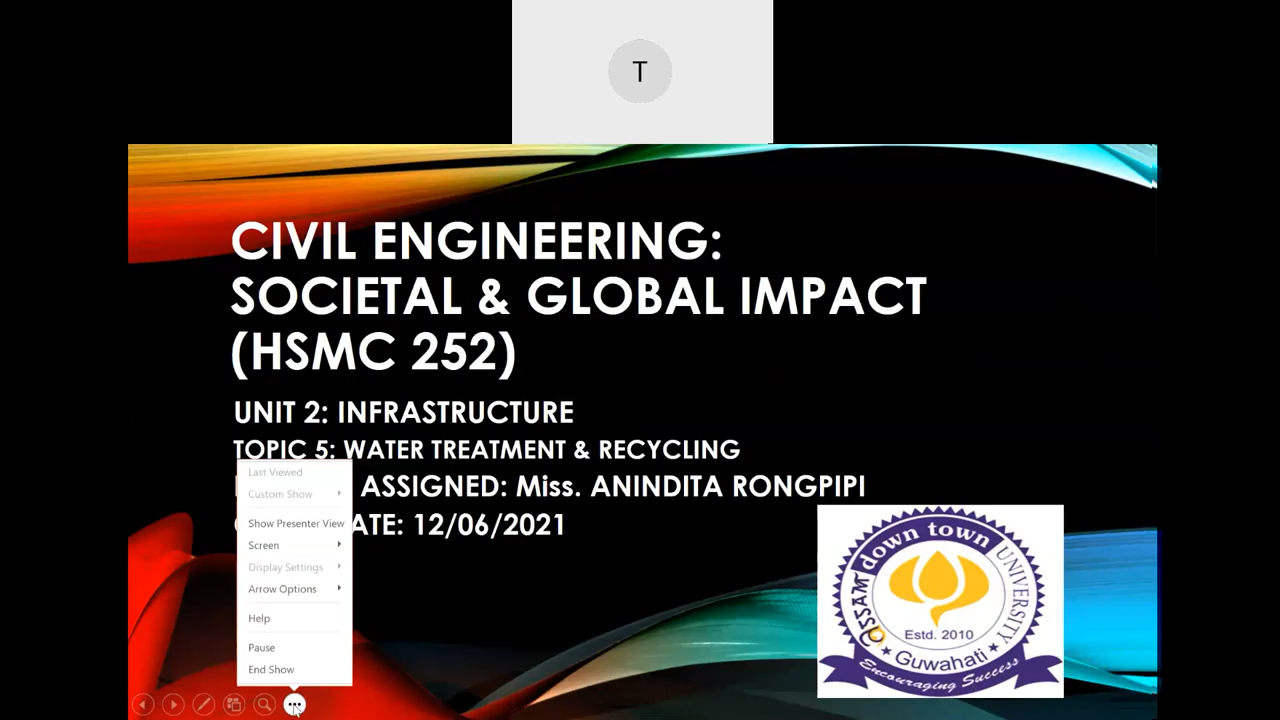 T
CIVIL ENGINEERING:
SOCIETAL & GLOBAL IMPACT
(HSMC 252)
UNIT 2: INFRASTRUCTURE
TOPIC 5: WATER TREATMENT & RECYCLING
ASSIGNED: Miss. ANINDITA RONGPIPI
ATE: 12/06/2021
Last Viewed
Custom Show
Show Presenter View
Screen
Display Settings
Arrow Options
Help
Pause
End Show
assam down town UNIVERSITY
Estd. 2010
Guwahati
Encouraging Success